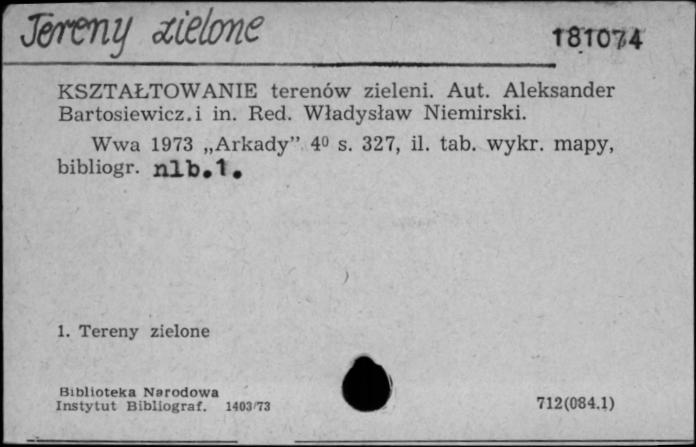 Tereny zielone 181074
KSZTAŁTOWANIE terenów zieleni. Aut. Aleksander
Bartosiewicz.i in. Red. Władysław Niemirski.
Wwa 1973 „Arkady” 4⁰ s. 327, il. tab. wykr. mapy,
bibliogr. nlb.1.
1. Tereny zielone
Biblioteka Narodowa
Instytut Bibliograf. 1403/73 712(084.1)